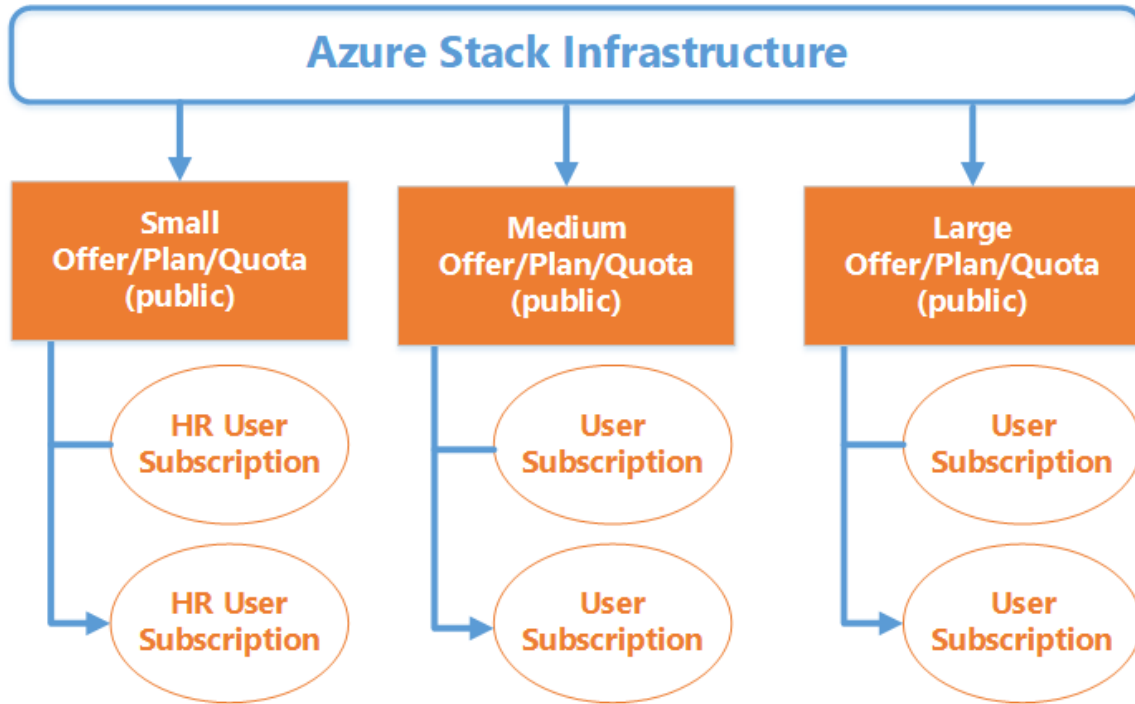 Azure Stack Infrastructure
Small
Offer/Plan/Quota
(public)
Medium
Offer/Plan/Quota
(public)
Large
Offer/Plan/Quota
(public)
HR User
Subscription
User
Subscription
User
Subscription
HR User
Subscription
User
Subscription
User
Subscription